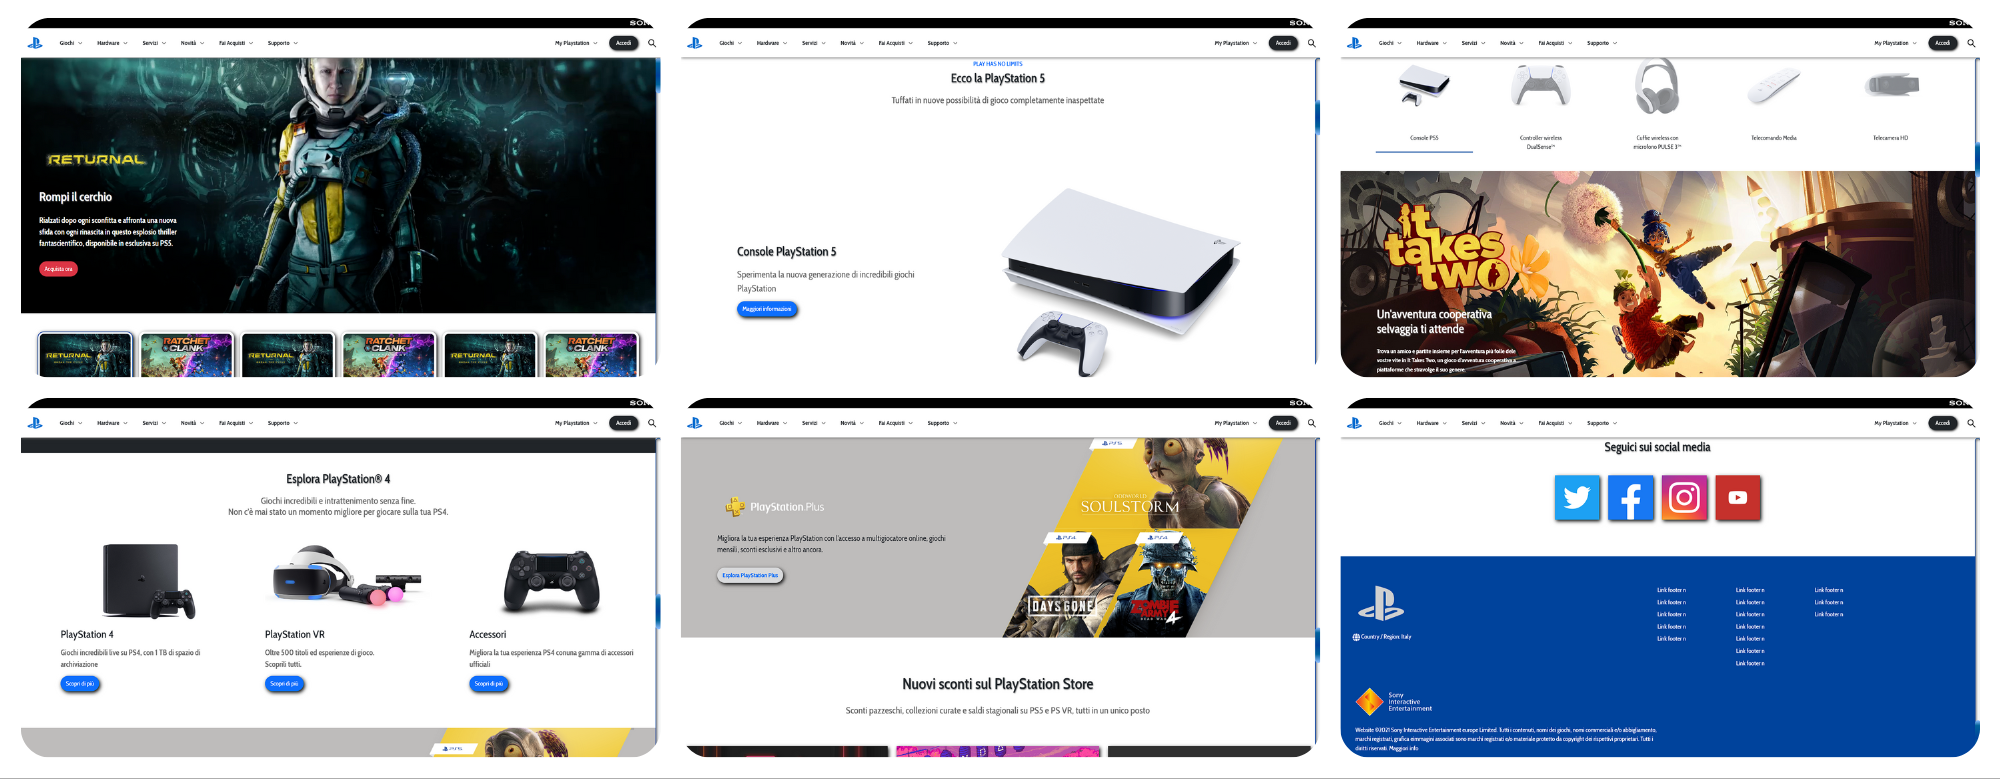 SON
Giochi Hardware Servizi Novità Fai Acquisti Supporto My Playstation Accedi
RETURNAL
Rompi il cerchio
Rialzati dopo ogni sconfitta e affronta una nuova
sfida con ogni rinascita in questo esplosivo thriller
fantascientifico, disponibile in esclusiva su PS5.
Acquista ora
RETURNAL RATCHET CLANK RETURNAL RATCHET CLANK RETURNAL RATCHET CLANK
SON
Giochi Hardware Servizi Novità Fai Acquisti Supporto My Playstation Accedi
PLAY HAS NO LIMITS
Ecco la PlayStation 5
Tuffati in nuove possibilità di gioco completamente inaspettate
Console PlayStation 5
Sperimenta la nuova generazione di incredibili giochi
PlayStation
Maggiori informazioni
SON
Giochi Hardware Servizi Novità Fai Acquisti Supporto My Playstation Accedi
Console PS5
Controller wireless
DualSense™
Cuffie wireless con
microfono PULSE 3™
Telecomando Media
Telecamera HD
it
takes
two
Un'avventura cooperativa
selvaggia ti attende
Trova un amico e partite insieme per l'avventura più folle delle
vostre vite in It Takes Two, un gioco d'avventura cooperativo a
piattaforme che stravolge il suo genere.
SON
Giochi Hardware Servizi Novità Fai Acquisti Supporto My Playstation Accedi
Esplora PlayStation® 4
Giochi incredibili e intrattenimento senza fine.
Non c'è mai stato un momento migliore per giocare sulla tua PS4.
PlayStation 4
Giochi incredibili live su PS4, con 1 TB di spazio di
archiviazione
Scopri di più
PlayStation VR
Oltre 500 titoli ed esperienze di gioco.
Scoprili tutti.
Scopri di più
Accessori
Migliora la tua esperienza PS4 conuna gamma di accessori
ufficiali
Scopri di più
PS5
SON
Giochi Hardware Servizi Novità Fai Acquisti Supporto My Playstation Accedi
PS5
PlayStation.Plus
Migliora la tua esperienza PlayStation con l'accesso a multigiocatore online, giochi
mensili, sconti esclusivi e altro ancora.
Esplora PlayStation Plus
ODDWORLD
SOULSTORM
PS4 PS4
DAYS GONE
ZOMBIE
ARMY 4
DEAD WAR
Nuovi sconti sul PlayStation Store
Sconti pazzeschi, collezioni curate e saldi stagionali su PS5 e PS VR, tutti in un unico posto
SON
Giochi Hardware Servizi Novità Fai Acquisti Supporto My Playstation Accedi
Seguici sui social media
Link footer n Link footer n Link footer n
Link footer n Link footer n Link footer n
Link footer n Link footer n Link footer n
Link footer n Link footer n
Link footer n Link footer n
Link footer n
Link footer n
Country / Region: Italy
Sony
Interactive
Entertainment
Website ©2021 Sony Interactive Entertainment europe Limited. Tutti i contenuti, nomi dei giochi, nomi commerciali e/o abbigliamento,
marchi registrati, grafica e immagini associati sono marchi registrati o/o materiale protetto da copyright dei rispettivi proprietari. Tutti i
diritti riservati. Maggiori info